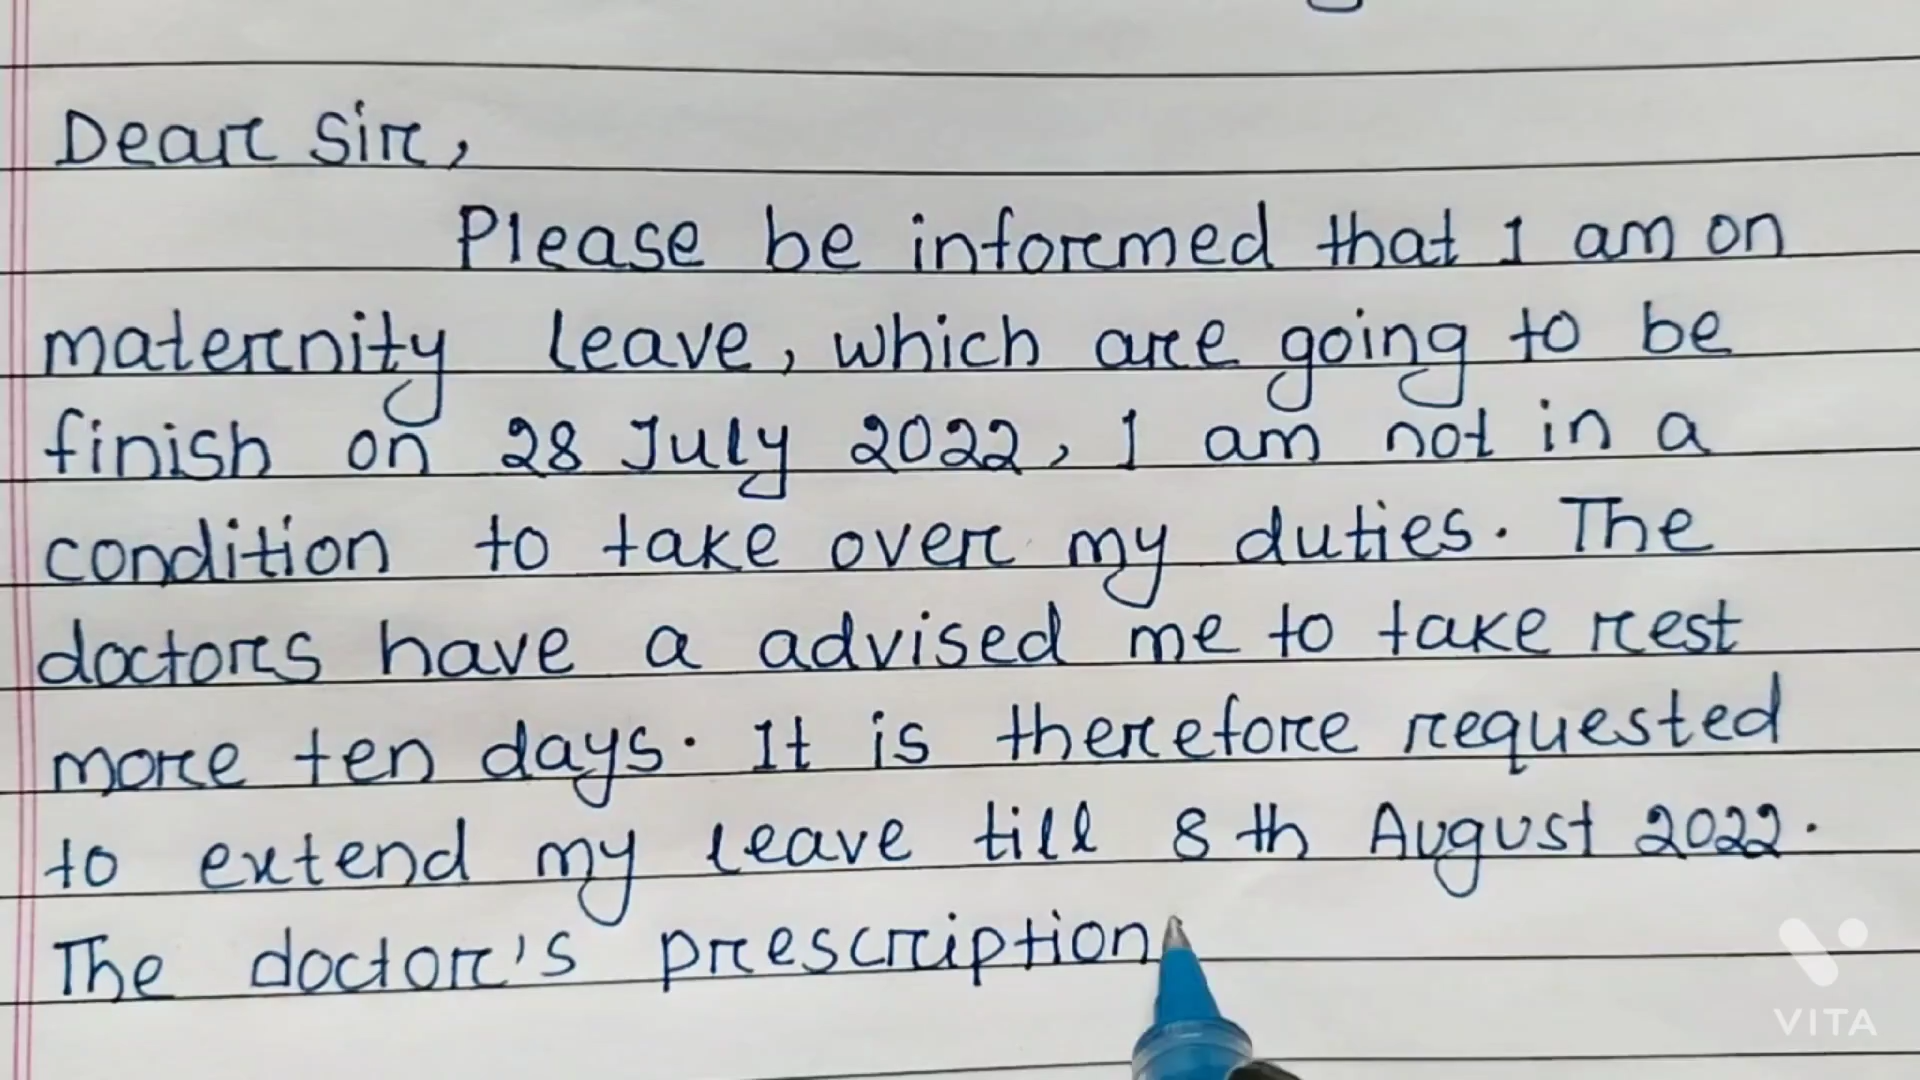 Dear Sir,
Please be informed that I am on
maternity leave, which are going to be
finish on 28 July 2022, I am not in a
condition to take over my duties. The
doctors have a advised me to take rest
more ten days. It is therefore requested
to extend my leave till 8th August 2022.
The doctor's prescription
VITA